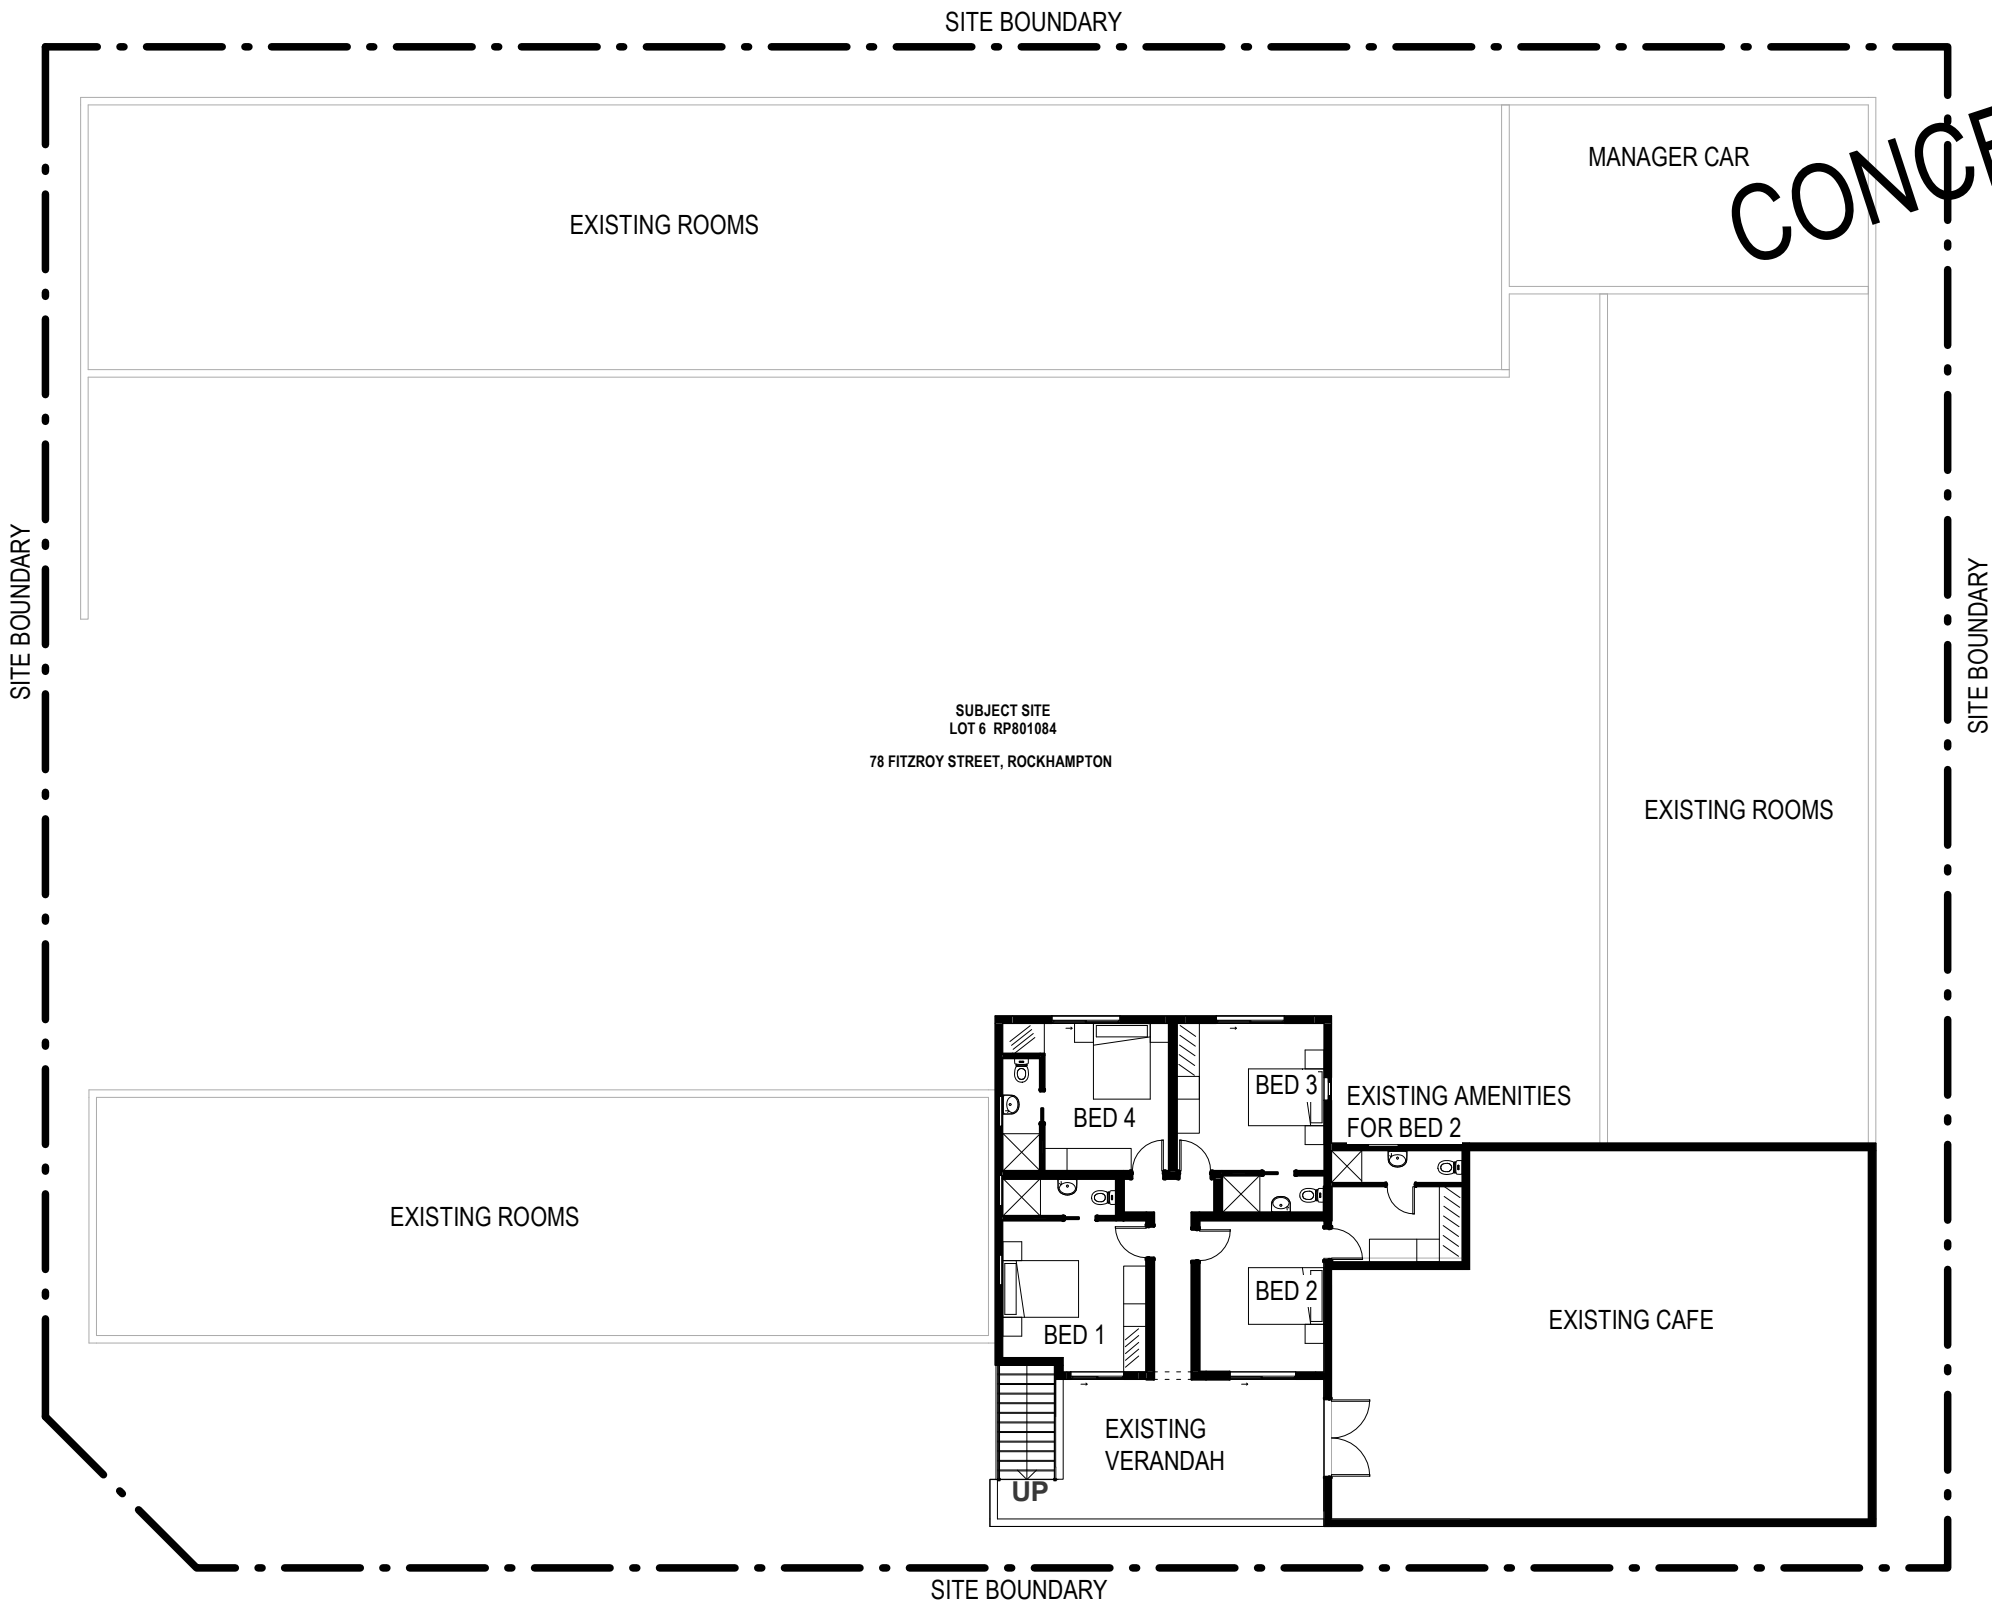 SITE BOUNDARY
MANAGER CAR
EXISTING ROOMS
SITE BOUNDARY
SITE BOUNDARY
SUBJECT SITE
LOT 6 RP801084
78 FITZROY STREET, ROCKHAMPTON
EXISTING ROOMS
BED 3
EXISTING AMENITIES
FOR BED 2
BED 4
EXISTING ROOMS
BED 2
BED 1
EXISTING CAFE
EXISTING
VERANDAH
UP
SITE BOUNDARY